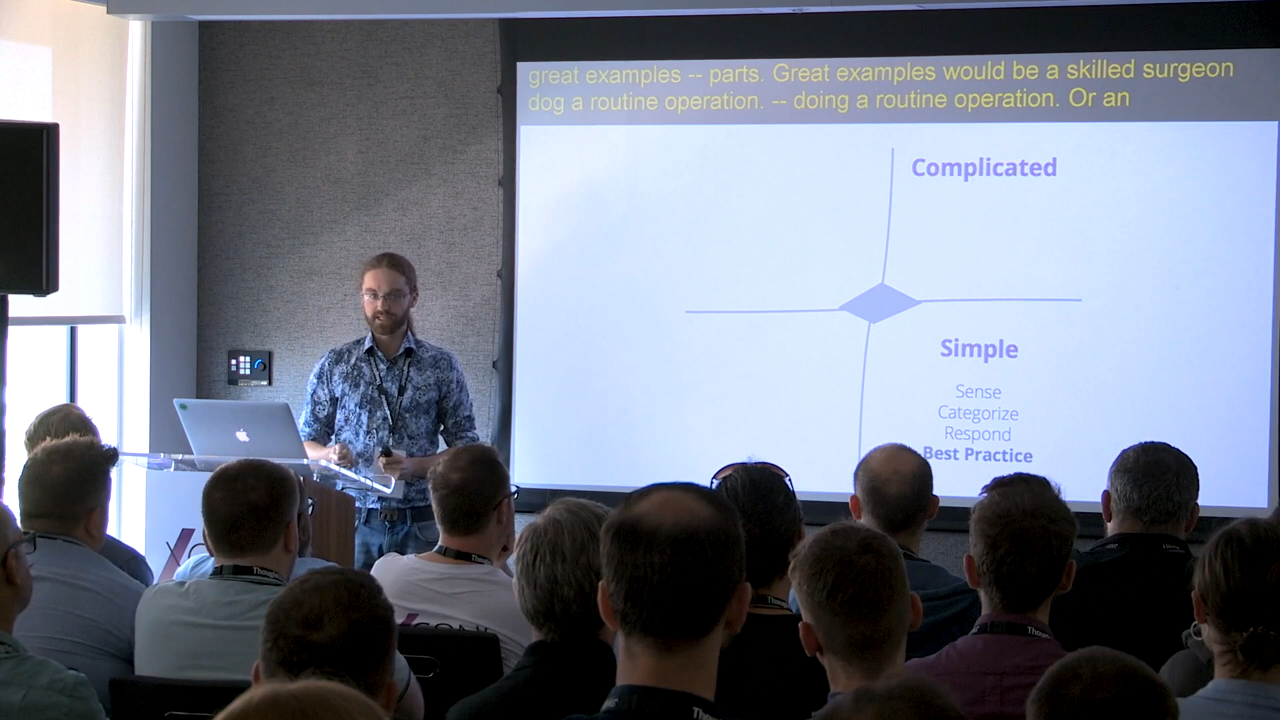 great examples -- parts. Great examples would be a skilled surgeon
dog a routine operation. -- doing a routine operation. Or an
Complicated
Simple
Sense
Categorize
Respond
Best Practice